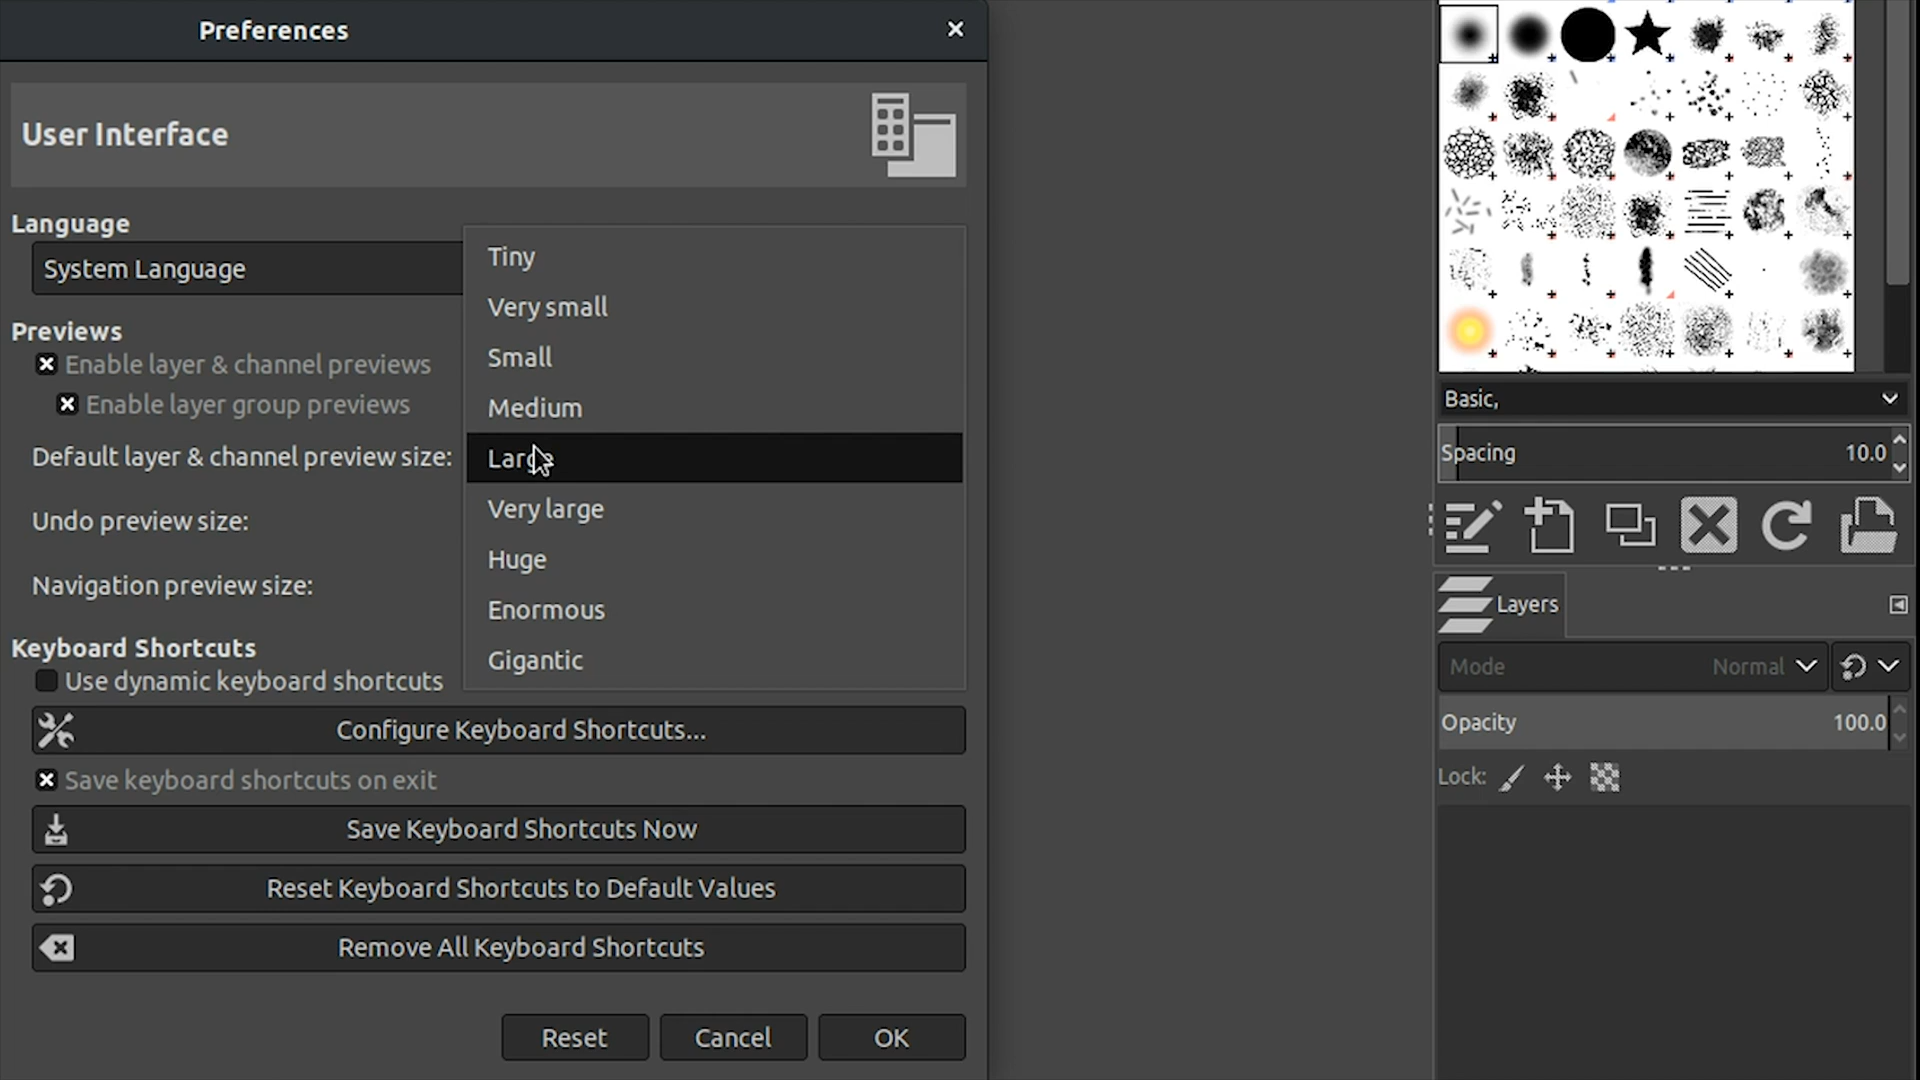 Preferences
User Interface
Language
System Language
Previews
Enable layer & channel previews
Enable layer group previews
Default layer & channel preview size:
Undo preview size:
Navigation preview size:
Tiny
Very small
Small
Medium
Large
Very large
Huge
Enormous
Gigantic
Keyboard Shortcuts
Use dynamic keyboard shortcuts
Configure Keyboard Shortcuts...
Save keyboard shortcuts on exit
Save Keyboard Shortcuts Now
Reset Keyboard Shortcuts to Default Values
Remove All Keyboard Shortcuts
Reset Cancel OK
Basic,
Spacing 10.0
Layers
Mode Normal
Opacity 100.0
Lock: